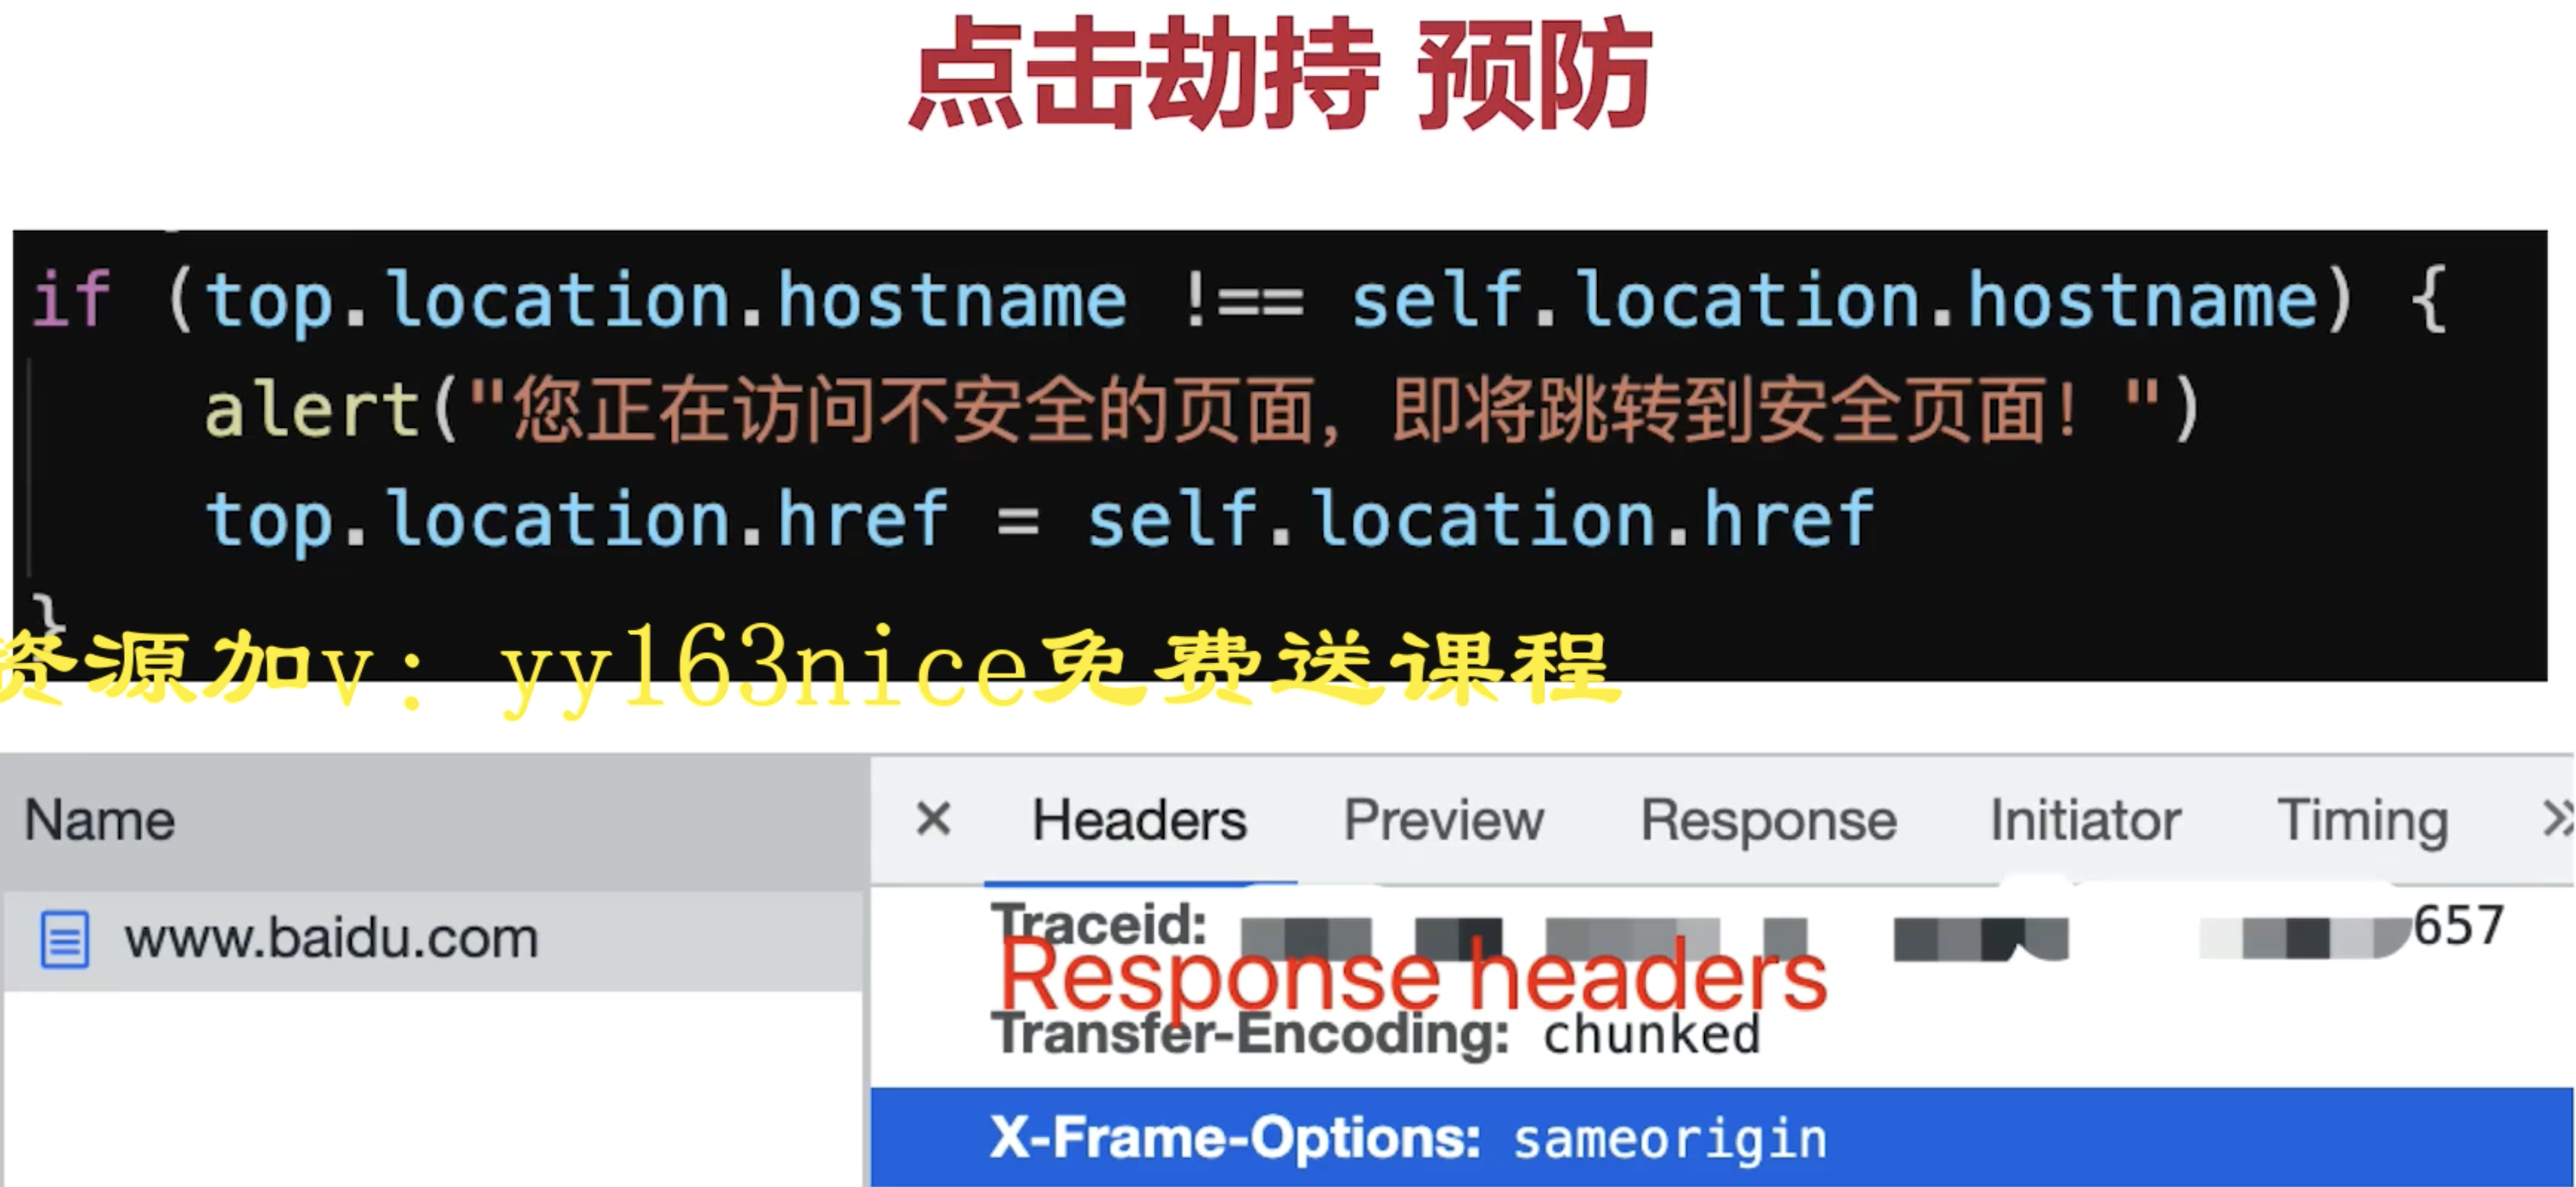 点击劫持 预防
if (top.location.hostname !== self.location.hostname) {
alert("您正在访问不安全的页面，即将跳转到安全页面！")
top.location.href = self.location.href
}
资源加v：yy163nice免费送课程
Name
Headers Preview Response Initiator Timing
www.baidu.com
Traceid: 657
Response headers
Transfer-Encoding: chunked
X-Frame-Options: sameorigin